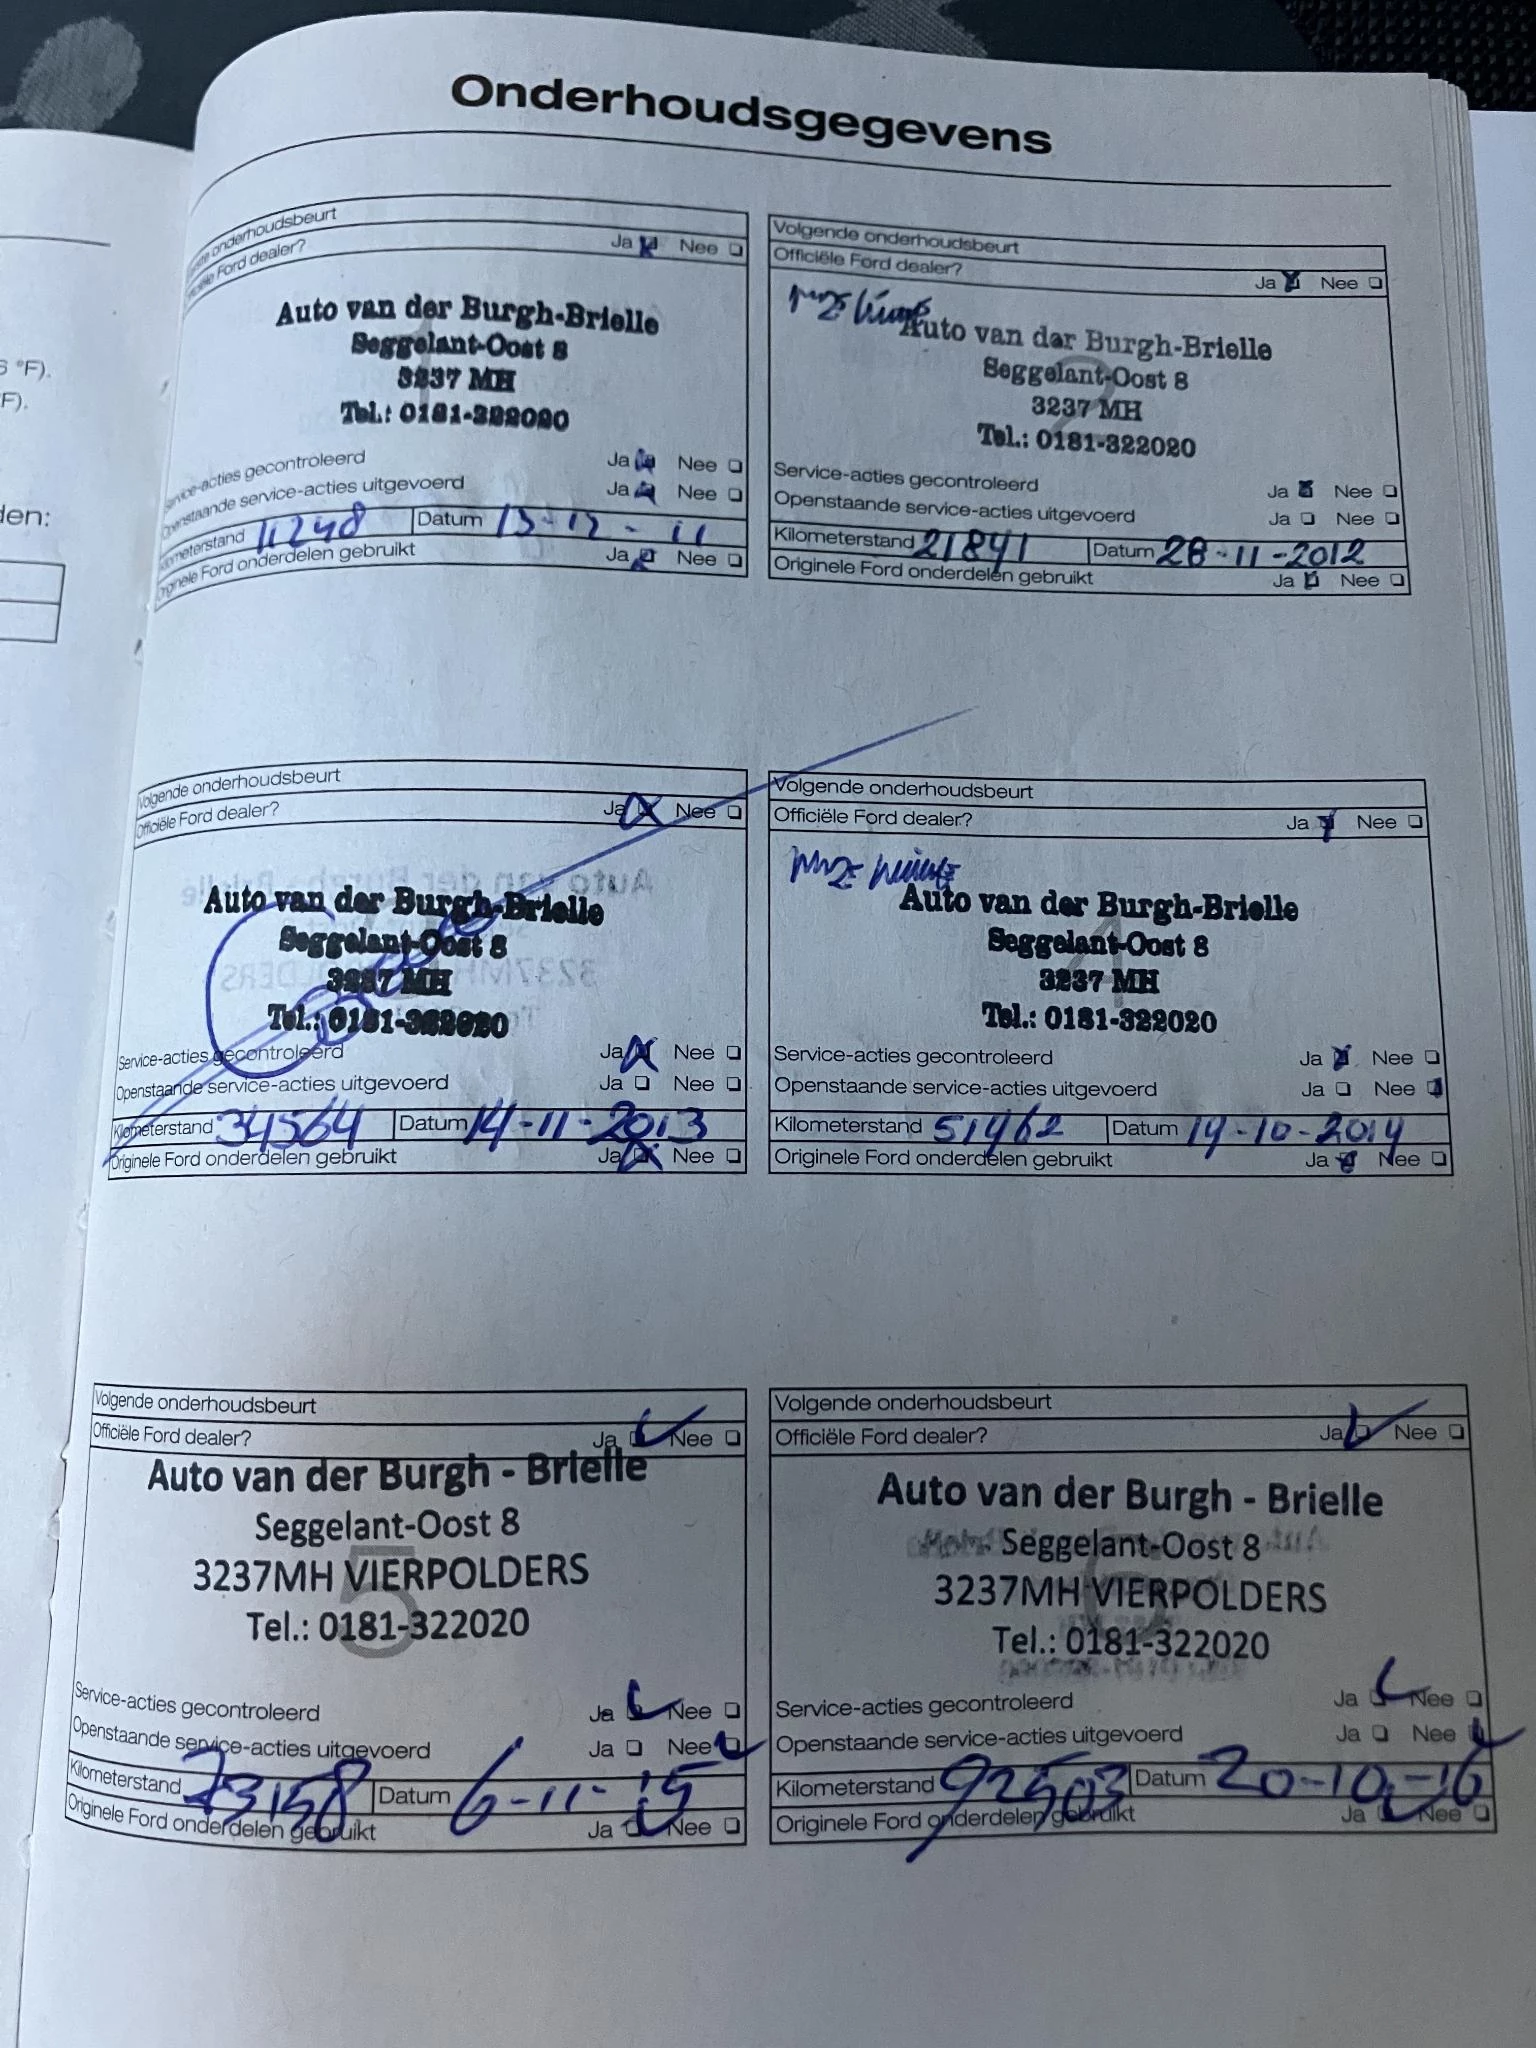 Onderhoudsgegevens
onderhoudsbeurt
Ford dealer? Ja Nee
Auto van der Burgh-Brielle
Seggelant-Oost 8
3237 MH
Tel.: 0181-322020
Service-acties gecontroleerd Ja Nee
Openstaande service-acties uitgevoerd Ja Nee
Kilometerstand 11248 Datum 13-12-11
Originele Ford onderdelen gebruikt Ja Nee
Volgende onderhoudsbeurt
Officiële Ford dealer? Ja Nee
Auto van der Burgh-Brielle
2
Seggelant-Oost 8
3237 MH
Tel.: 0181-322020
Service-acties gecontroleerd Ja Nee
Openstaande service-acties uitgevoerd Ja Nee
Kilometerstand 21841 Datum 28-11-2012
Originele Ford onderdelen gebruikt Ja Nee
Volgende onderhoudsbeurt
Officiële Ford dealer? Ja Nee
Auto van der Burgh-Brielle
Seggelant-Oost 8
3237 MH
Tel.: 0181-322020
Service-acties gecontroleerd Ja Nee
Openstaande service-acties uitgevoerd Ja Nee
Kilometerstand 34564 Datum 14-11-2013
Originele Ford onderdelen gebruikt Ja Nee
Volgende onderhoudsbeurt
Officiële Ford dealer? Ja Nee
Auto van der Burgh-Brielle
4
Seggelant-Oost 8
3237 MH
Tel.: 0181-322020
Service-acties gecontroleerd Ja Nee
Openstaande service-acties uitgevoerd Ja Nee
Kilometerstand 51462 Datum 14-10-2014
Originele Ford onderdelen gebruikt Ja Nee
Volgende onderhoudsbeurt
Officiële Ford dealer? Ja Nee
Auto van der Burgh - Brielle
Seggelant-Oost 8
5
3237MH VIERPOLDERS
Tel.: 0181-322020
Service-acties gecontroleerd Ja Nee
Openstaande service-acties uitgevoerd Ja Nee
Kilometerstand 73158 Datum 6-11-15
Originele Ford onderdelen gebruikt Ja Nee
Volgende onderhoudsbeurt
Officiële Ford dealer? Ja Nee
Auto van der Burgh - Brielle
Seggelant-Oost 8
6
3237MH VIERPOLDERS
Tel.: 0181-322020
Service-acties gecontroleerd Ja Nee
Openstaande service-acties uitgevoerd Ja Nee
Kilometerstand 92503 Datum 20-10-16
Originele Ford onderdelen gebruikt Ja Nee